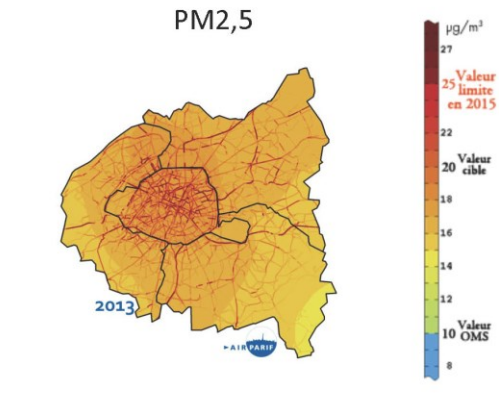 PM2,5
µg/m³
27
25 Valeur
limite
en 2015
22
20 Valeur
cible
18
16
14
12
10 Valeur
OMS
8
2013
AIRPARIF